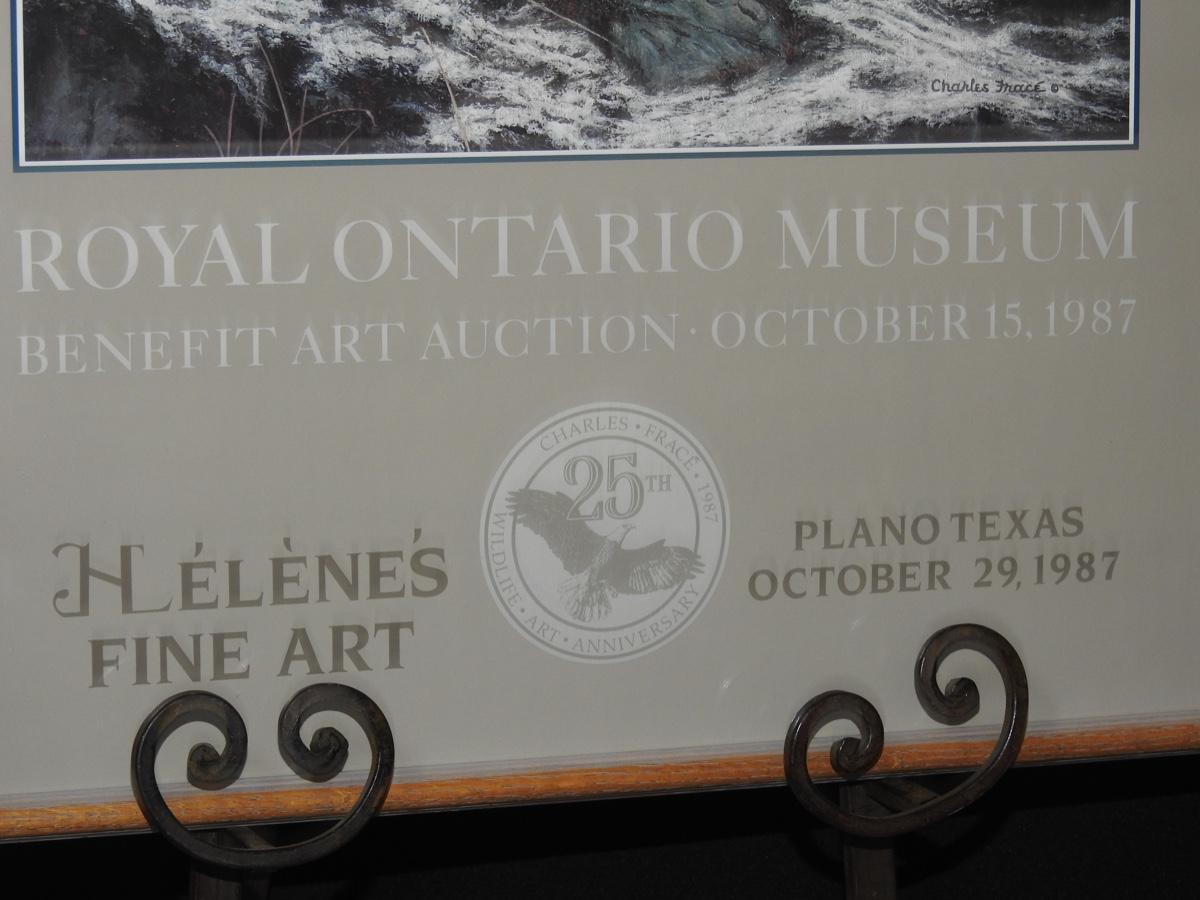 Charles Fracé ©
ROYAL ONTARIO MUSEUM
BENEFIT ART AUCTION · OCTOBER 15, 1987
CHARLES · FRACÉ · 1987
25TH
WILDLIFE · ART · ANNIVERSARY
HÉLÈNE'S
FINE ART
PLANO TEXAS
OCTOBER 29, 1987